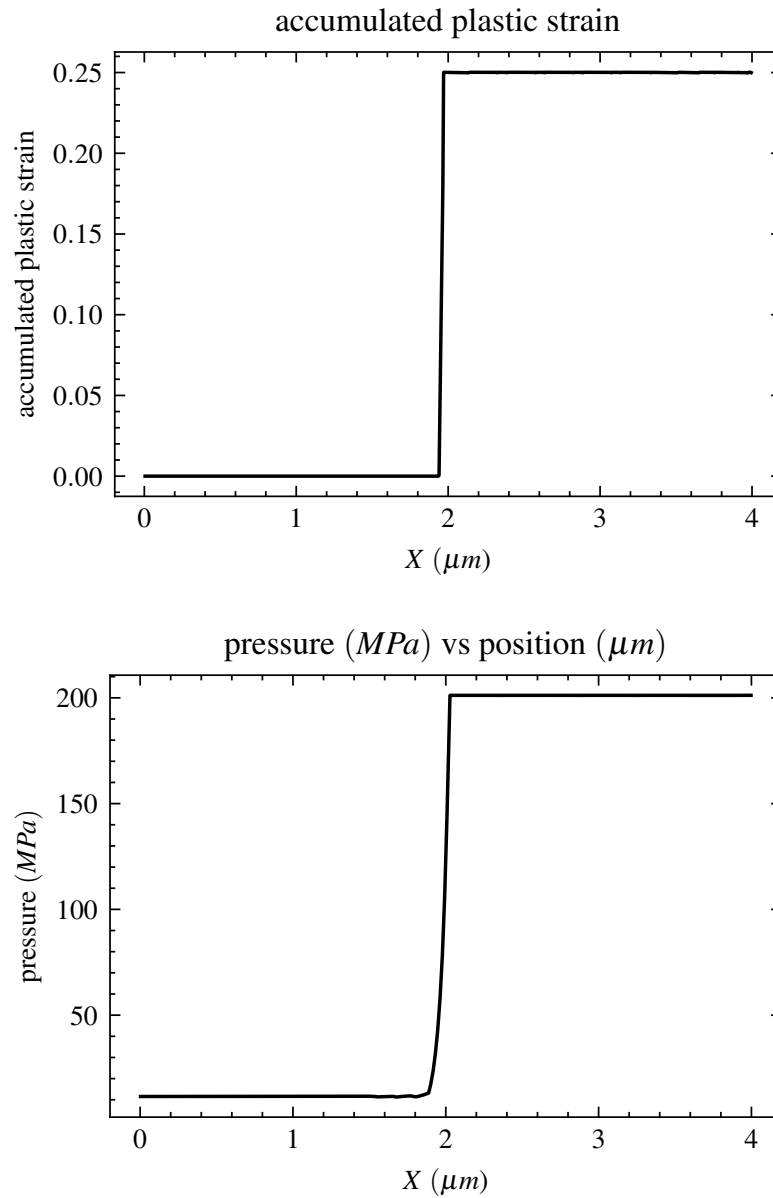 accumulated plastic strain
accumulated plastic strain
0.25
0.20
0.15
0.10
0.05
0.00
0 1 2 3 4
X (μm)
pressure (MPa) vs position (μm)
pressure (MPa)
200
150
100
50
0 1 2 3 4
X (μm)